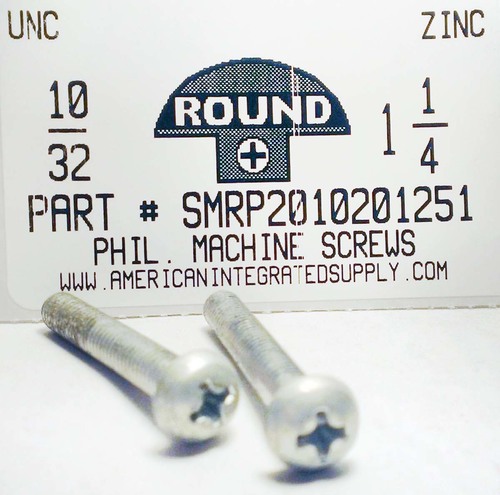 UNC ZINC
10/32 ROUND 1 1/4
PART # SMRP2010201251
PHIL. MACHINE SCREWS
WWW.AMERICANINTEGRATEDSUPPLY.COM